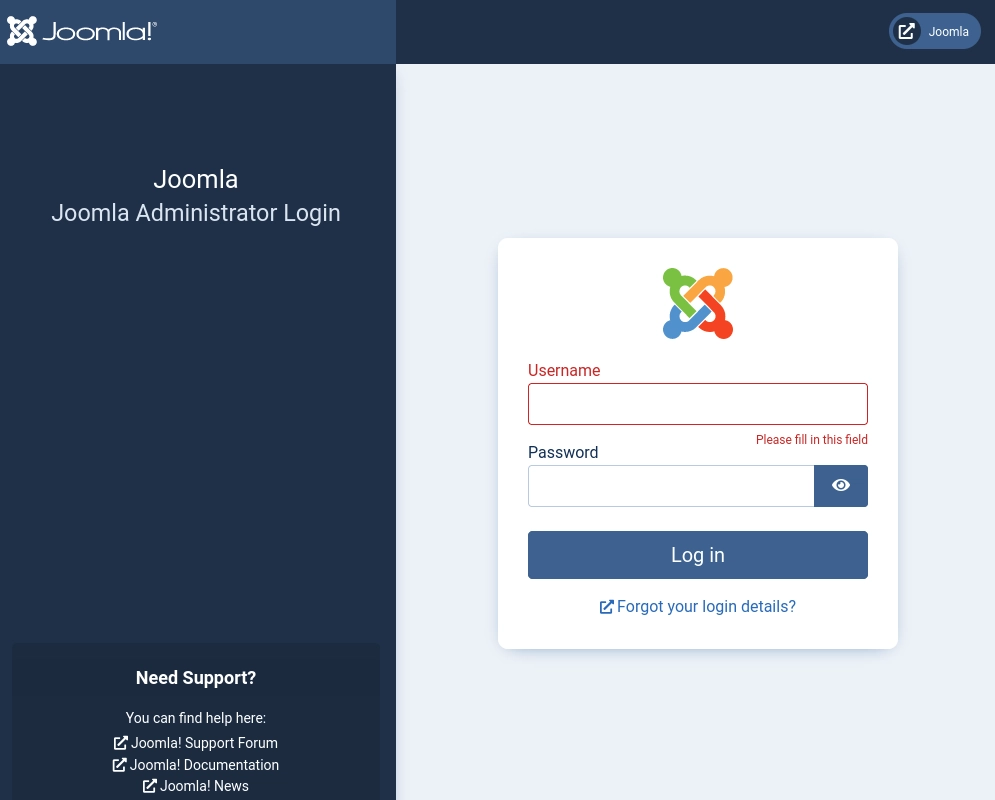 Joomla!®
Joomla
Joomla
Joomla Administrator Login
Username
Please fill in this field
Password
Log in
Forgot your login details?
Need Support?
You can find help here:
Joomla! Support Forum
Joomla! Documentation
Joomla! News